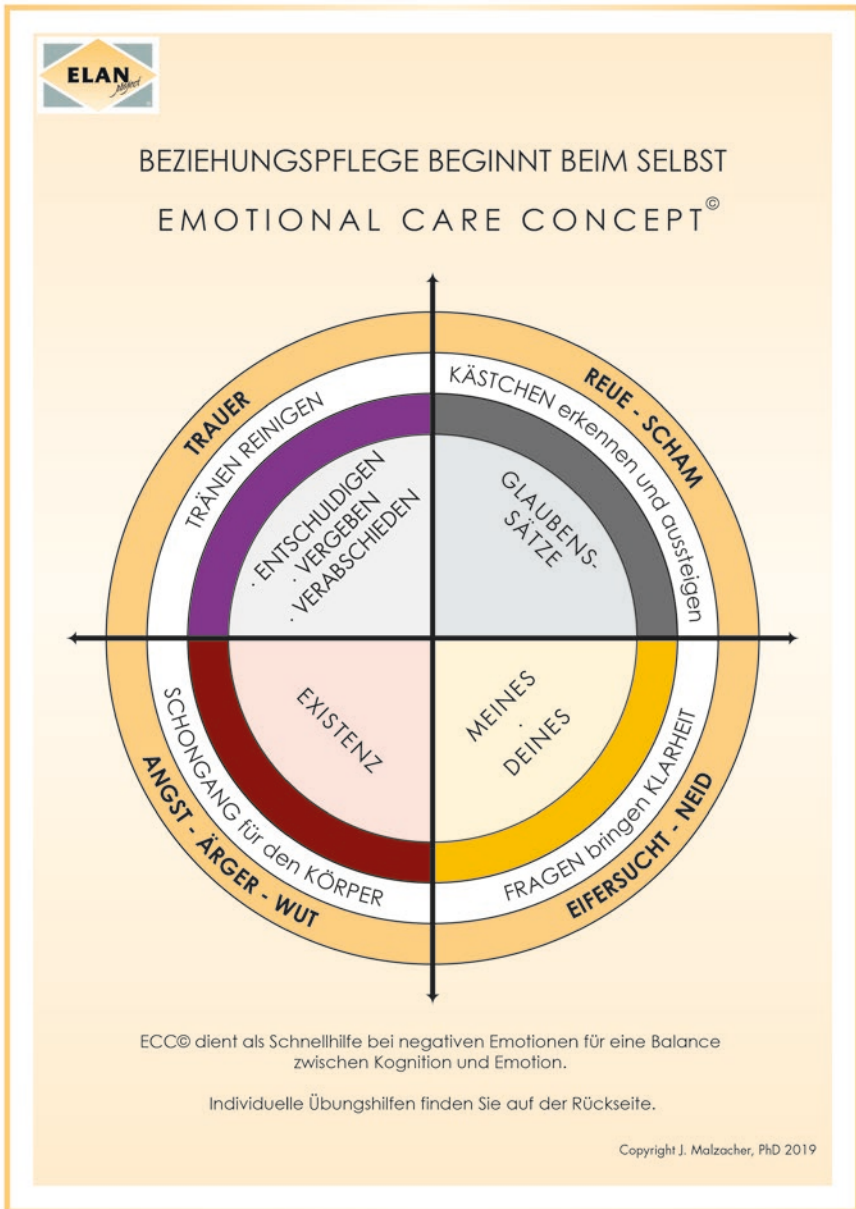 ELAN
project
BEZIEHUNGSPFLEGE BEGINNT BEIM SELBST
EMOTIONAL CARE CONCEPT©
TRAUER
TRÄNEN REINIGEN
· ENTSCHULDIGEN
· VERGEBEN
· VERABSCHIEDEN
REUE - SCHAM
KÄSTCHEN erkennen und aussteigen
GLAUBENS-
SÄTZE
ANGST - ÄRGER - WUT
SCHONGANG für den KÖRPER
EXISTENZ
EIFERSUCHT - NEID
FRAGEN bringen KLARHEIT
MEINES
·
DEINES
ECC© dient als Schnellhilfe bei negativen Emotionen für eine Balance
zwischen Kognition und Emotion.
Individuelle Übungshilfen finden Sie auf der Rückseite.
Copyright J. Malzacher, PhD 2019